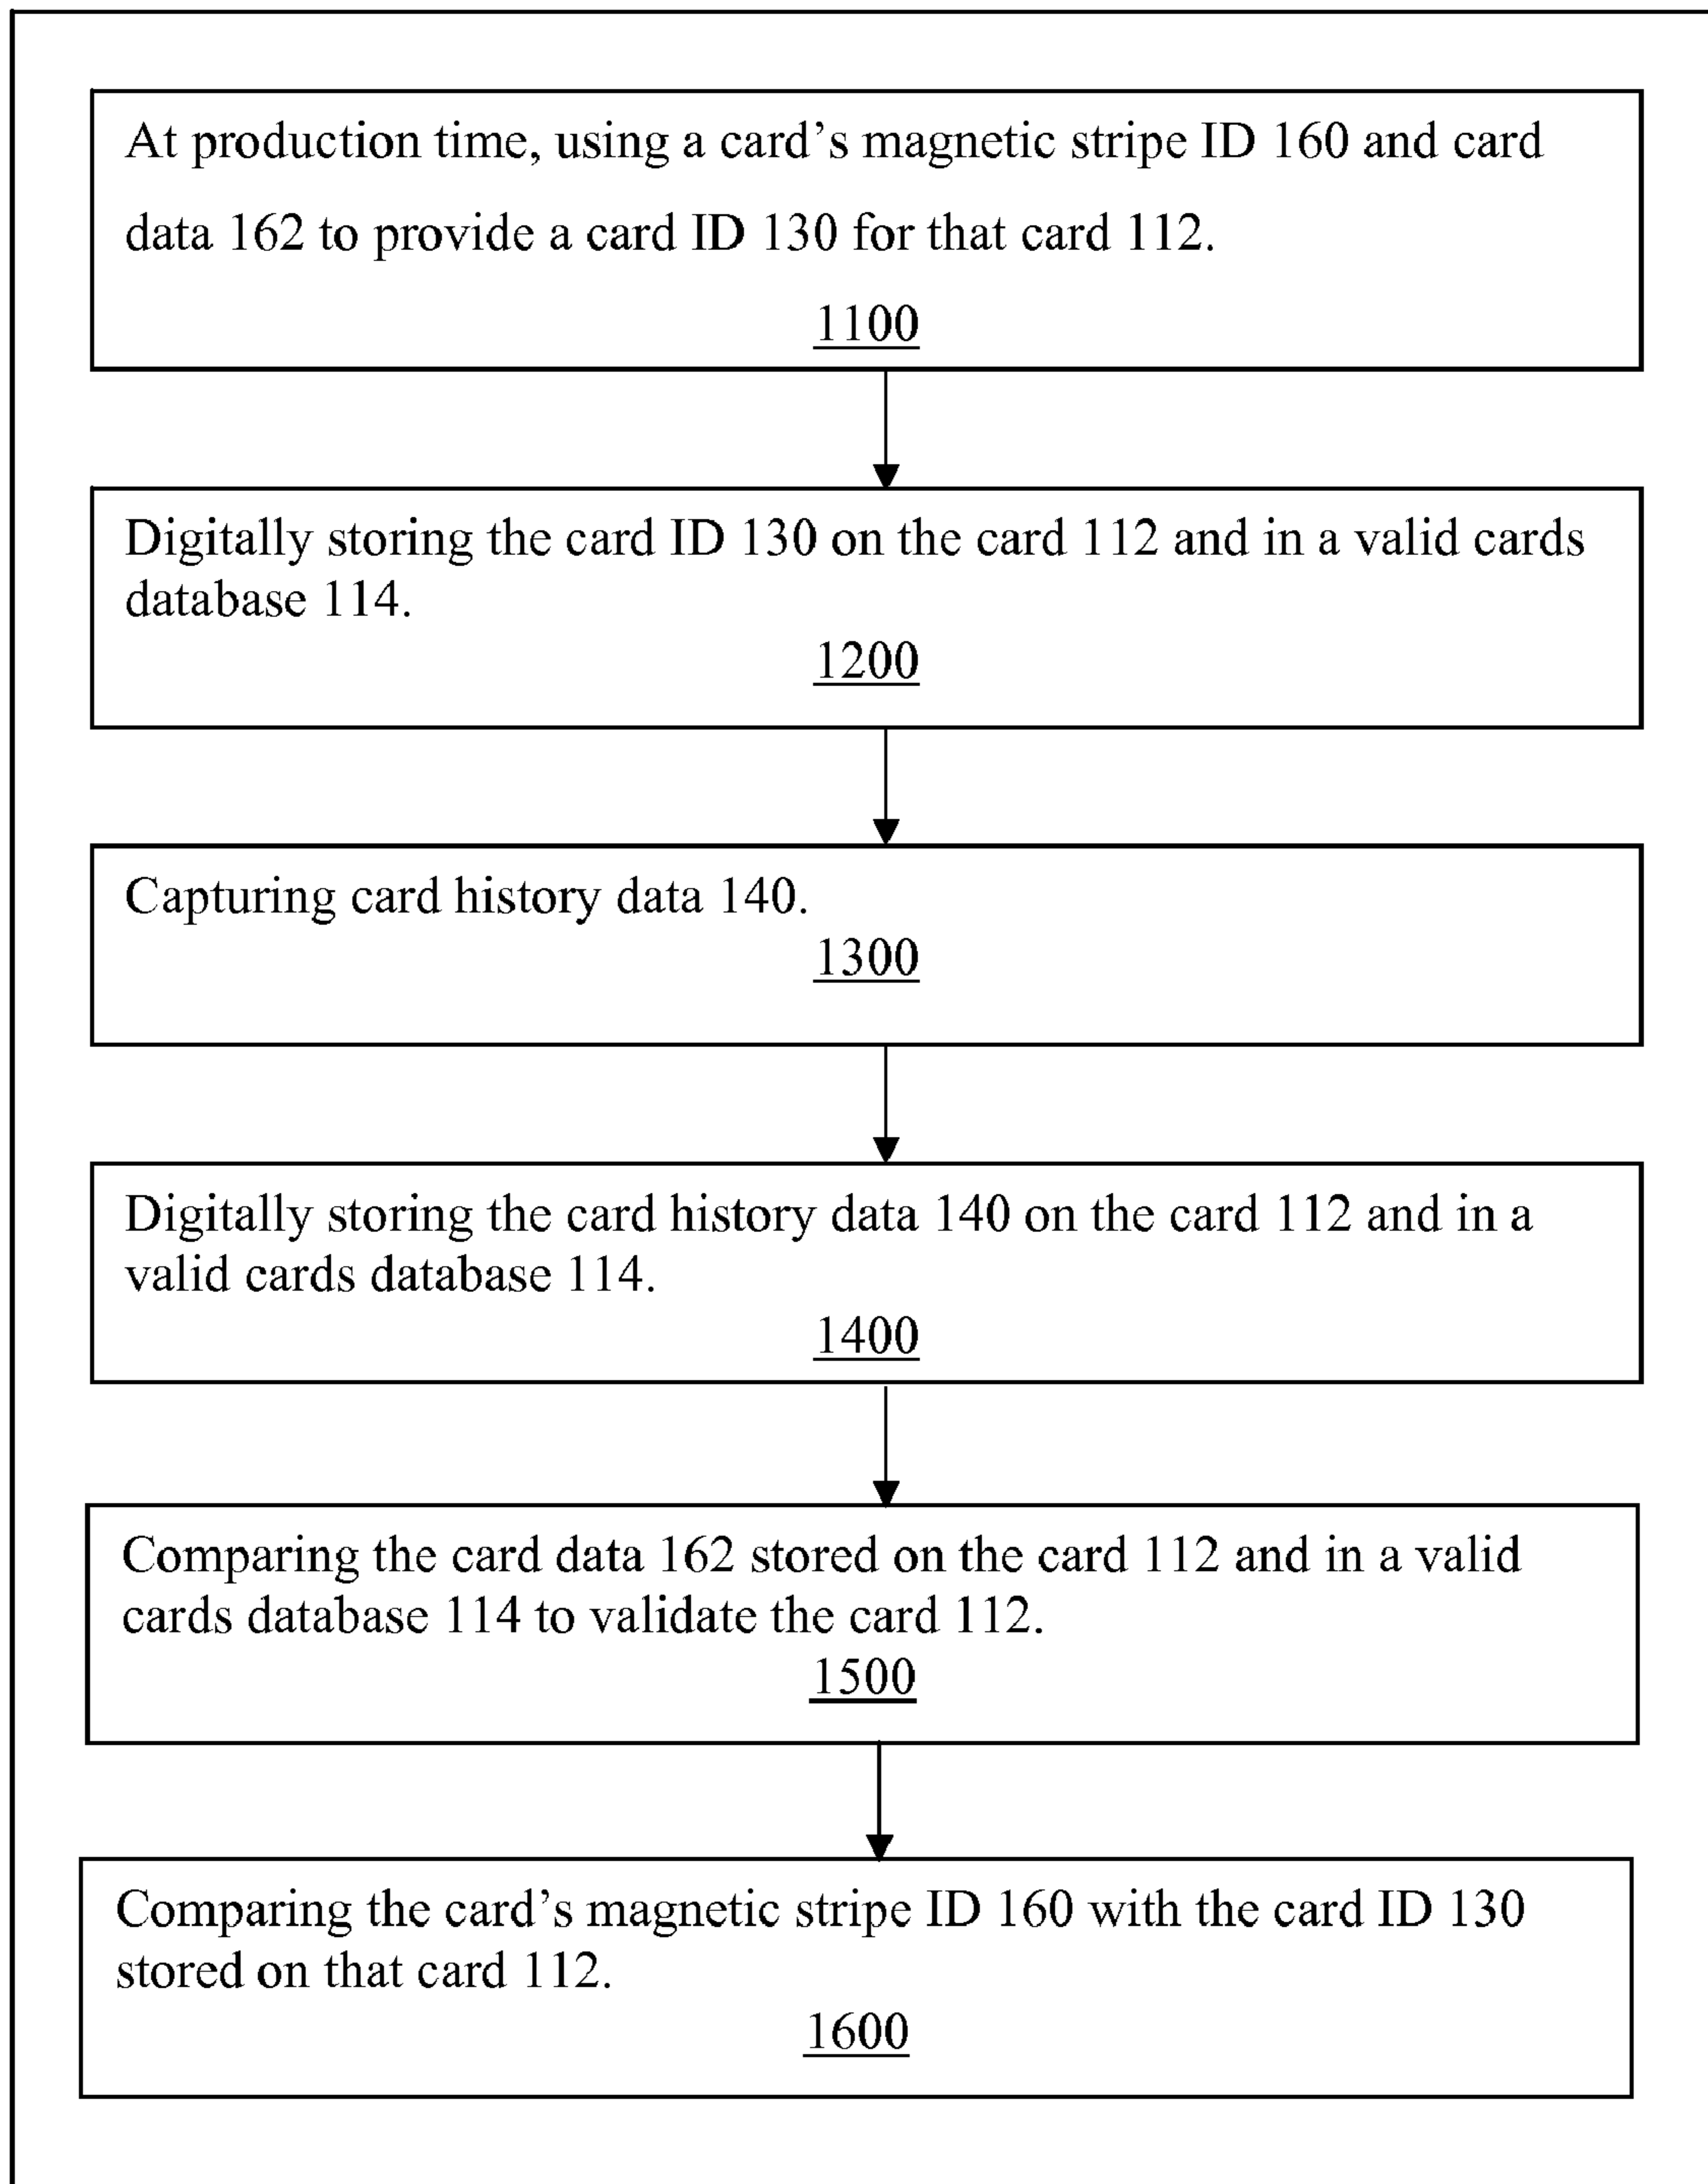 At production time, using a card’s magnetic stripe ID 160 and card
data 162 to provide a card ID 130 for that card 112.
1100
Digitally storing the card ID 130 on the card 112 and in a valid cards
database 114.
1200
Capturing card history data 140.
1300
Digitally storing the card history data 140 on the card 112 and in a
valid cards database 114.
1400
Comparing the card data 162 stored on the card 112 and in a valid
cards database 114 to validate the card 112.
1500
Comparing the card’s magnetic stripe ID 160 with the card ID 130
stored on that card 112.
1600